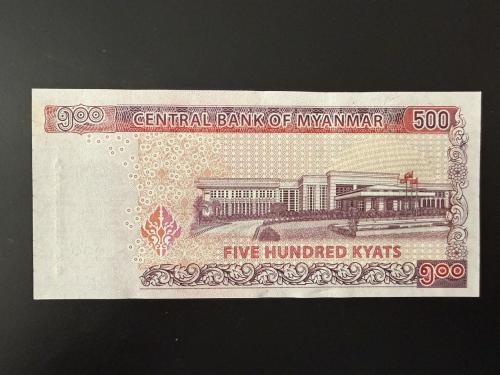 ၅၀၀ CENTRAL BANK OF MYANMAR 500
FIVE HUNDRED KYATS
၅၀၀